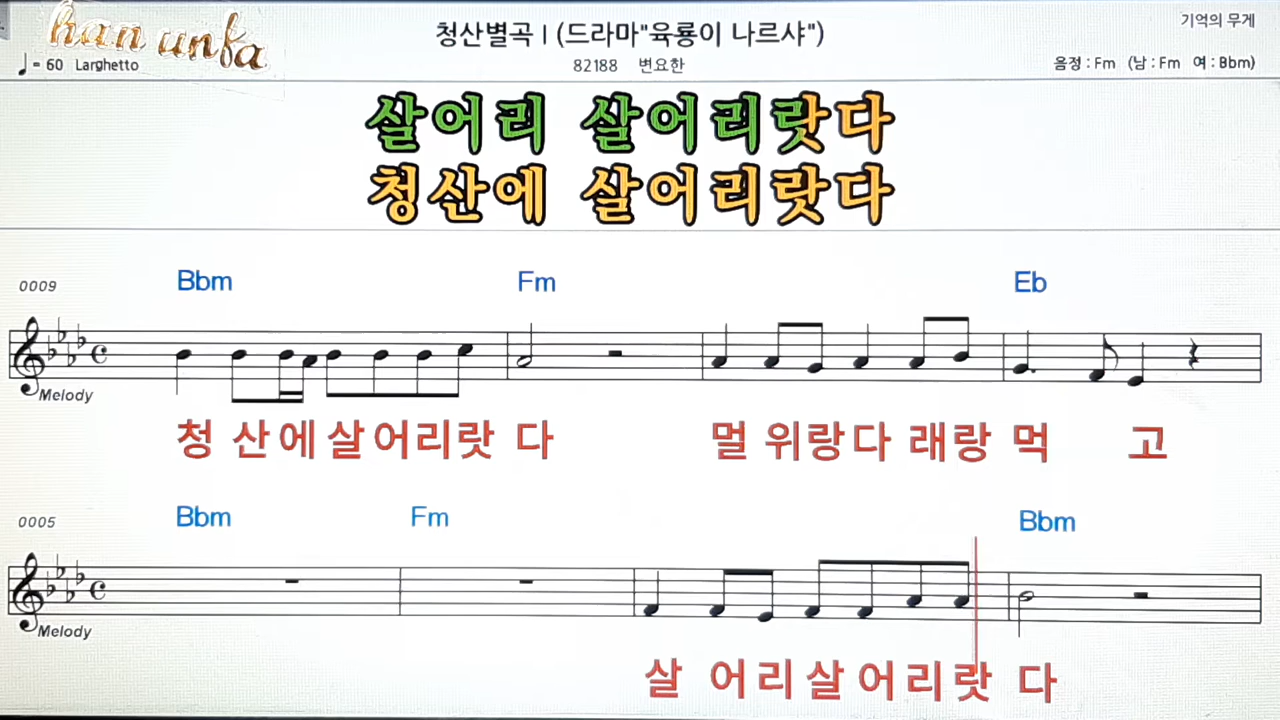 han unfa
청산별곡 I (드라마"육룡이 나르샤")
기억의 무게
♩= 60 Larghetto
82188 변요한
음정 : Fm (남 : Fm 여 : Bbm)
살어리 살어리랏다
청산에 살어리랏다
0009 Bbm Fm Eb
Melody
청 산에살어리랏 다 멀 위랑다 래랑 먹 고
0005 Bbm Fm Bbm
Melody
살 어리살 어리랏 다